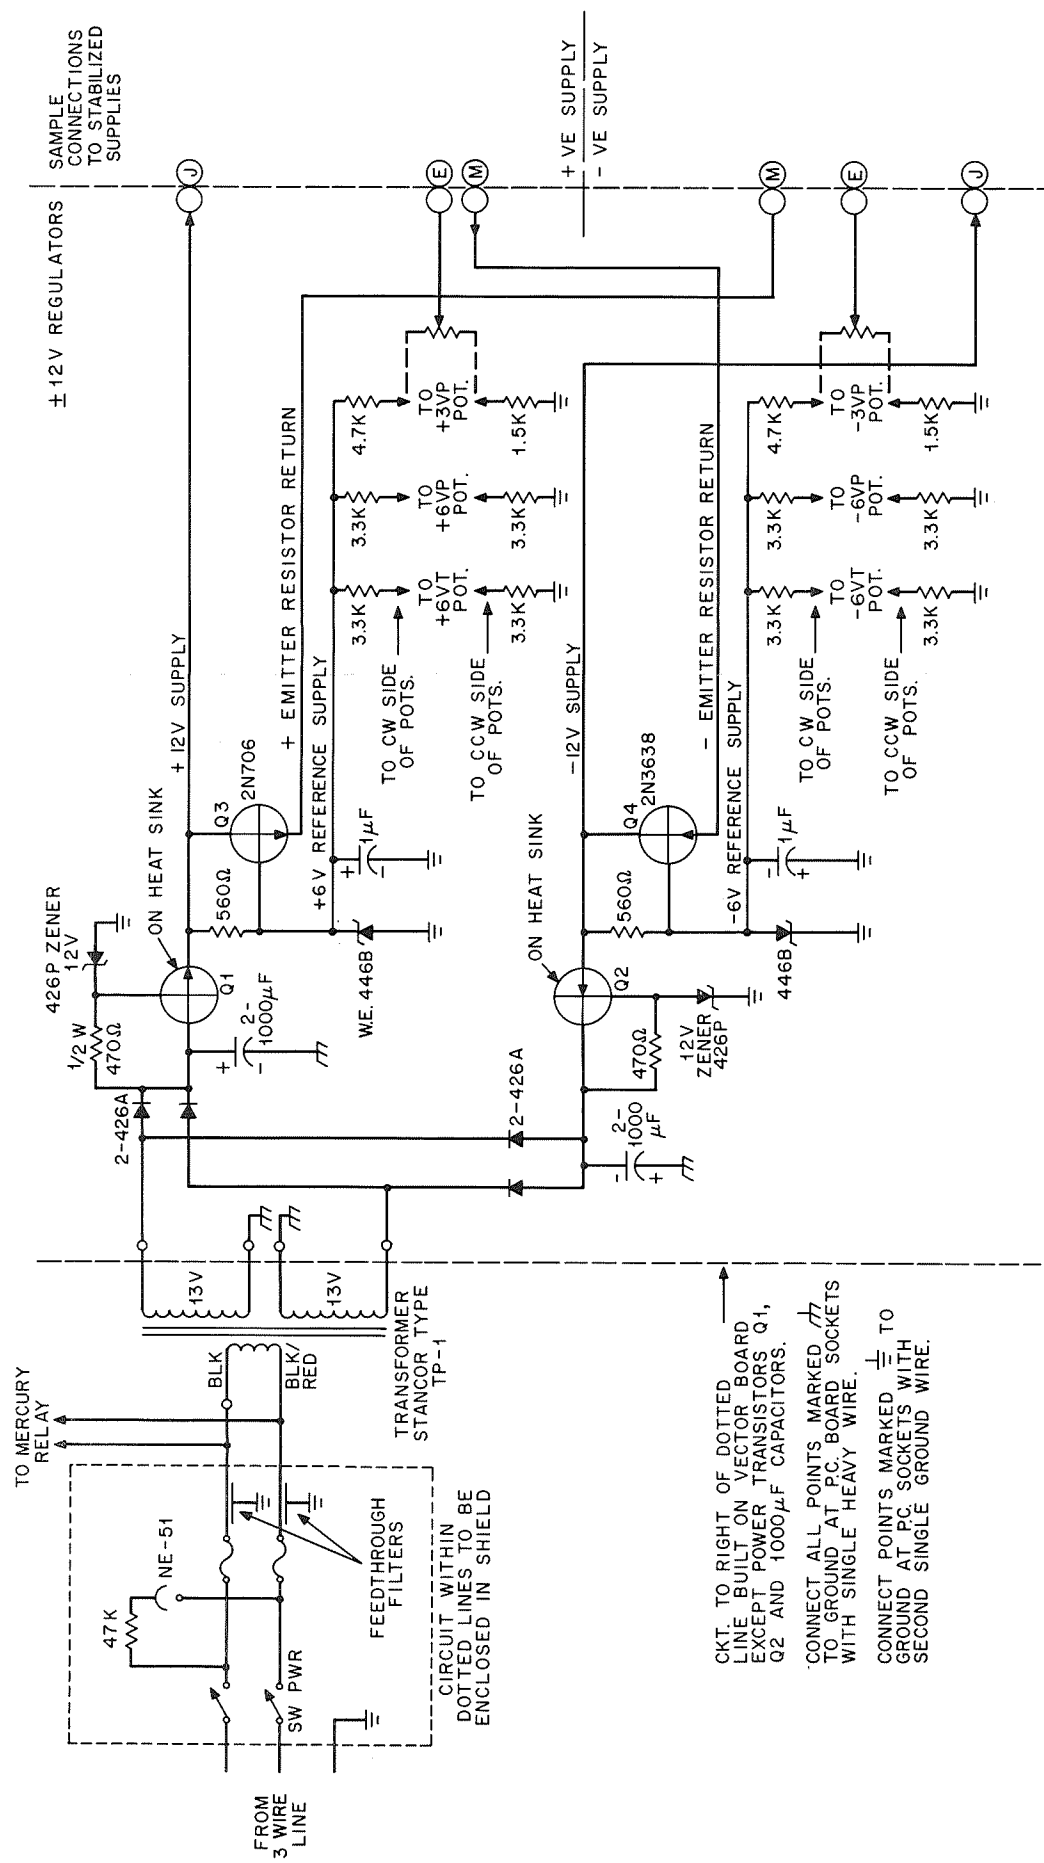 ±12V REGULATORS
SAMPLE
CONNECTIONS
TO STABILIZED
SUPPLIES
FROM
3 WIRE
LINE
TO MERCURY
RELAY
47K
NE-51
SW PWR
FEEDTHROUGH
FILTERS
CIRCUIT WITHIN
DOTTED LINES TO BE
ENCLOSED IN SHIELD
BLK
BLK/
RED
13V
13V
TRANSFORMER
STANCOR TYPE
TP-1
2-426A
1/2 W
470Ω
426P ZENER
12V
ON HEAT SINK
Q1
+
-
2-
1000μF
+12V SUPPLY
J
560Ω
Q3
2N706
+ EMITTER RESISTOR RETURN
+6V REFERENCE SUPPLY
W.E. 446B
+
-
1μF
TO CW SIDE
OF POTS.
TO CCW SIDE
OF POTS.
3.3K
3.3K
4.7K
TO
+6VT
POT.
TO
+6VP
POT.
TO
+3VP
POT.
3.3K
3.3K
1.5K
E
M
+VE SUPPLY
-VE SUPPLY
2-426A
-
+
2-
1000
μF
470Ω
12V
ZENER
426P
ON HEAT SINK
Q2
-12V SUPPLY
560Ω
Q4
2N3638
- EMITTER RESISTOR RETURN
-6V REFERENCE SUPPLY
446B
-
+
1μF
TO CW SIDE
OF POTS.
TO CCW SIDE
OF POTS.
3.3K
3.3K
4.7K
TO
-6VT
POT.
TO
-6VP
POT.
TO
-3VP
POT.
3.3K
3.3K
1.5K
M
E
J
CKT. TO RIGHT OF DOTTED
LINE BUILT ON VECTOR BOARD
EXCEPT POWER TRANSISTORS Q1,
Q2 AND 1000μF CAPACITORS.
CONNECT ALL POINTS MARKED
TO GROUND AT P.C. BOARD SOCKETS
WITH SINGLE HEAVY WIRE.
CONNECT POINTS MARKED TO
GROUND AT P.C. SOCKETS WITH
SECOND SINGLE GROUND WIRE.